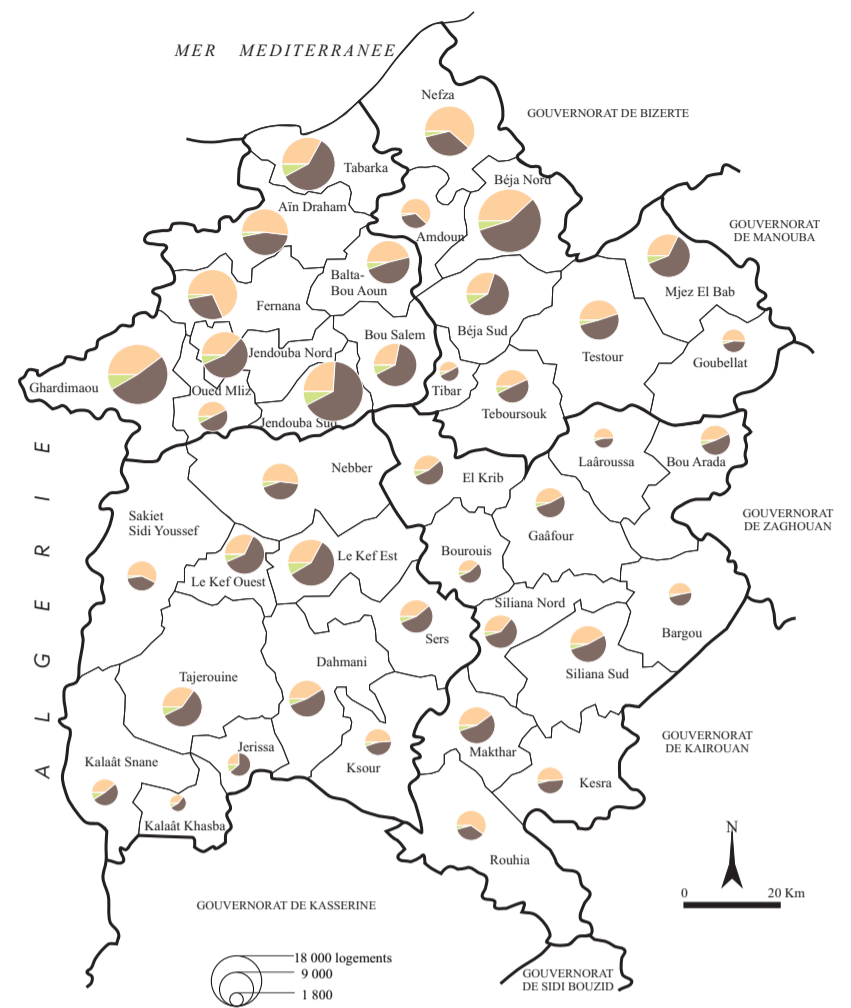 MER MEDITERRANEE
Nefza
GOUVERNORAT DE BIZERTE
Tabarka
Béja Nord
Aïn Draham
Amdoun
GOUVERNORAT
DE MANOUBA
Balta-
Bou Aoun
Mjez El Bab
Fernana
Béja Sud
Bou Salem
Jendouba Nord
Testour
Goubellat
Ghardimaou
Oued Mliz
Tibar
Teboursouk
Jendouba Sud
ALGERIE
Nebber
El Krib
Laâroussa
Bou Arada
Sakiet
Sidi Youssef
Gaâfour
GOUVERNORAT
DE ZAGHOUAN
Le Kef Est
Bourouis
Le Kef Ouest
Siliana Nord
Bargou
Sers
Dahmani
Siliana Sud
Tajerouine
GOUVERNORAT
DE KAIROUAN
Jerissa
Makthar
Kalaât Snane
Ksour
Kesra
Kalaât Khasba
N
Rouhia
0 20 Km
GOUVERNORAT DE KASSERINE
18 000 logements
9 000
1 800
GOUVERNORAT
DE SIDI BOUZID